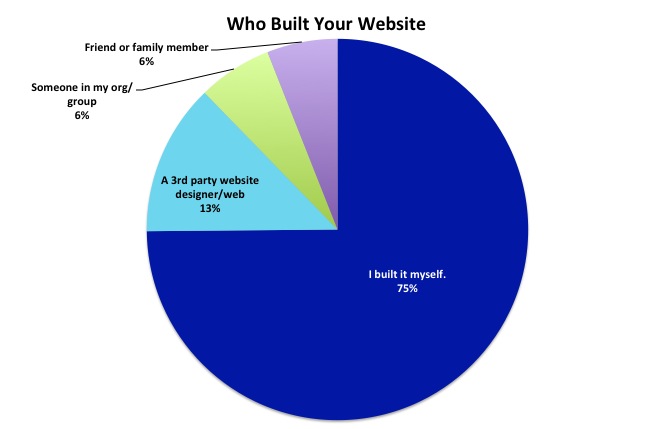 Who Built Your Website
Friend or family member
6%
Someone in my org/
group
6%
A 3rd party website
designer/web
13%
I built it myself.
75%